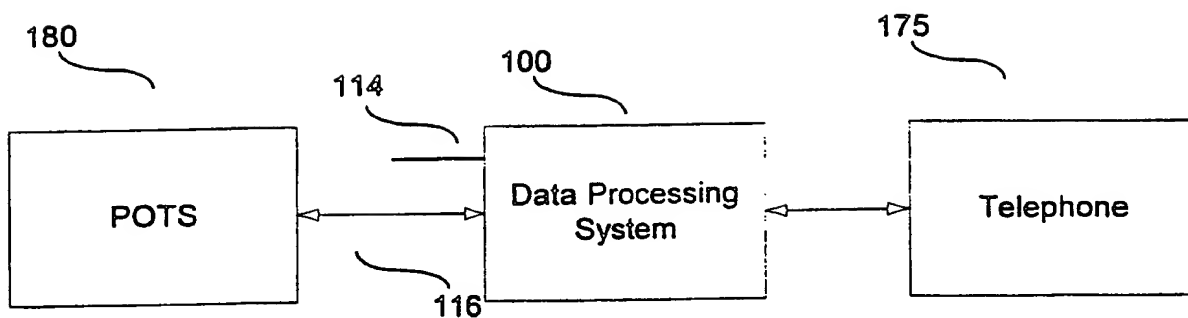 180
175
100
114
POTS
Data Processing
System
Telephone
116